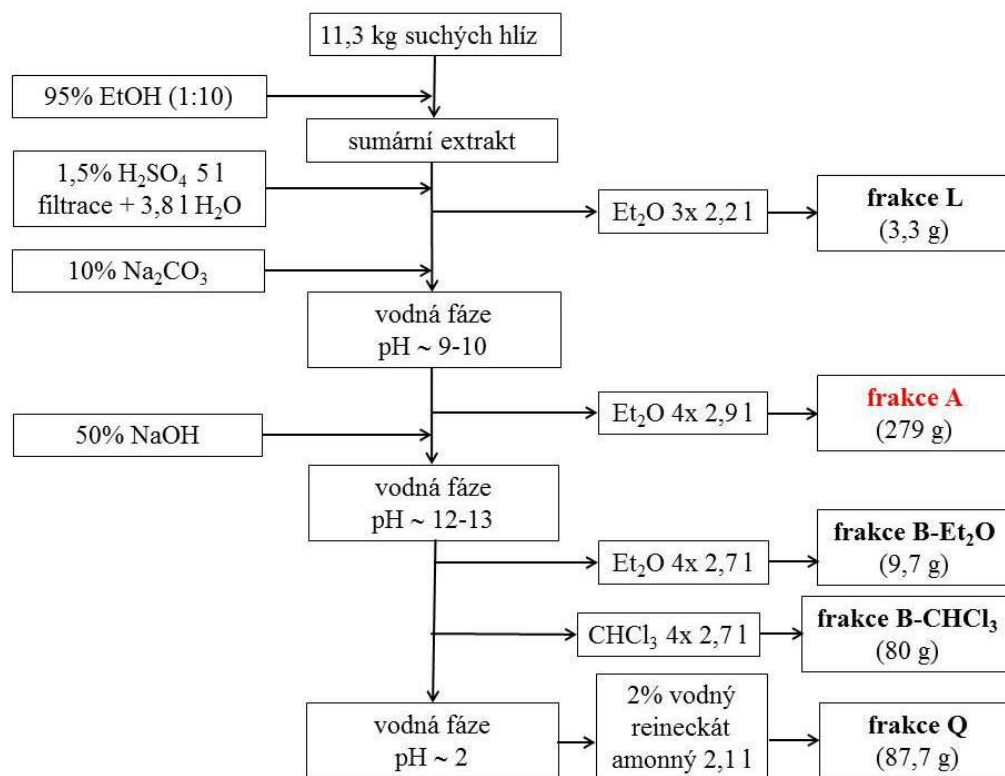 11,3 kg suchých hlíz
95% EtOH (1:10)
sumární extrakt
1,5% H₂SO₄ 5 l
filtrace + 3,8 l H₂O
Et₂O 3x 2,2 l
frakce L
(3,3 g)
10% Na₂CO₃
vodná fáze
pH ~ 9-10
Et₂O 4x 2,9 l
frakce A
(279 g)
50% NaOH
vodná fáze
pH ~ 12-13
Et₂O 4x 2,7 l
frakce B-Et₂O
(9,7 g)
CHCl₃ 4x 2,7 l
frakce B-CHCl₃
(80 g)
vodná fáze
pH ~ 2
2% vodný
reineckát
amonný 2,1 l
frakce Q
(87,7 g)